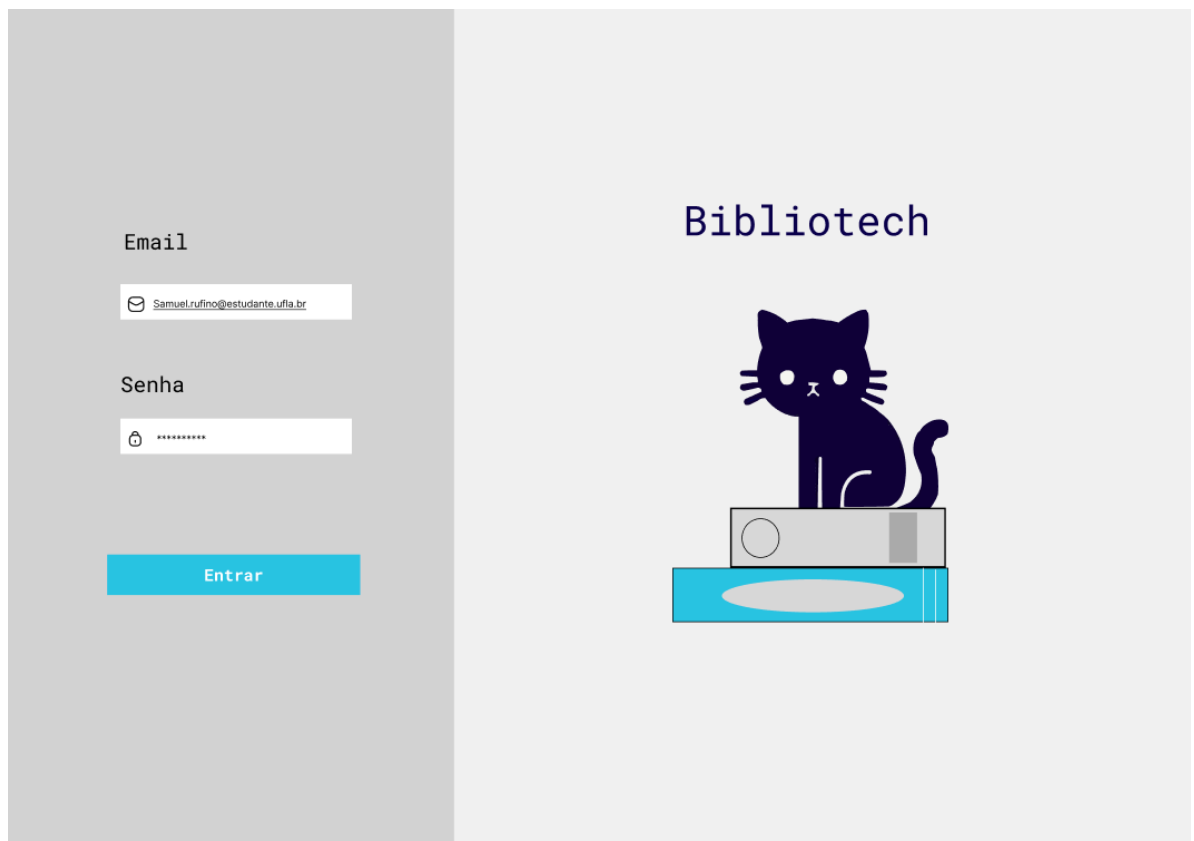 Email
Samuel.rufino@estudante.ufla.br
Senha
**********
Entrar
Bibliotech